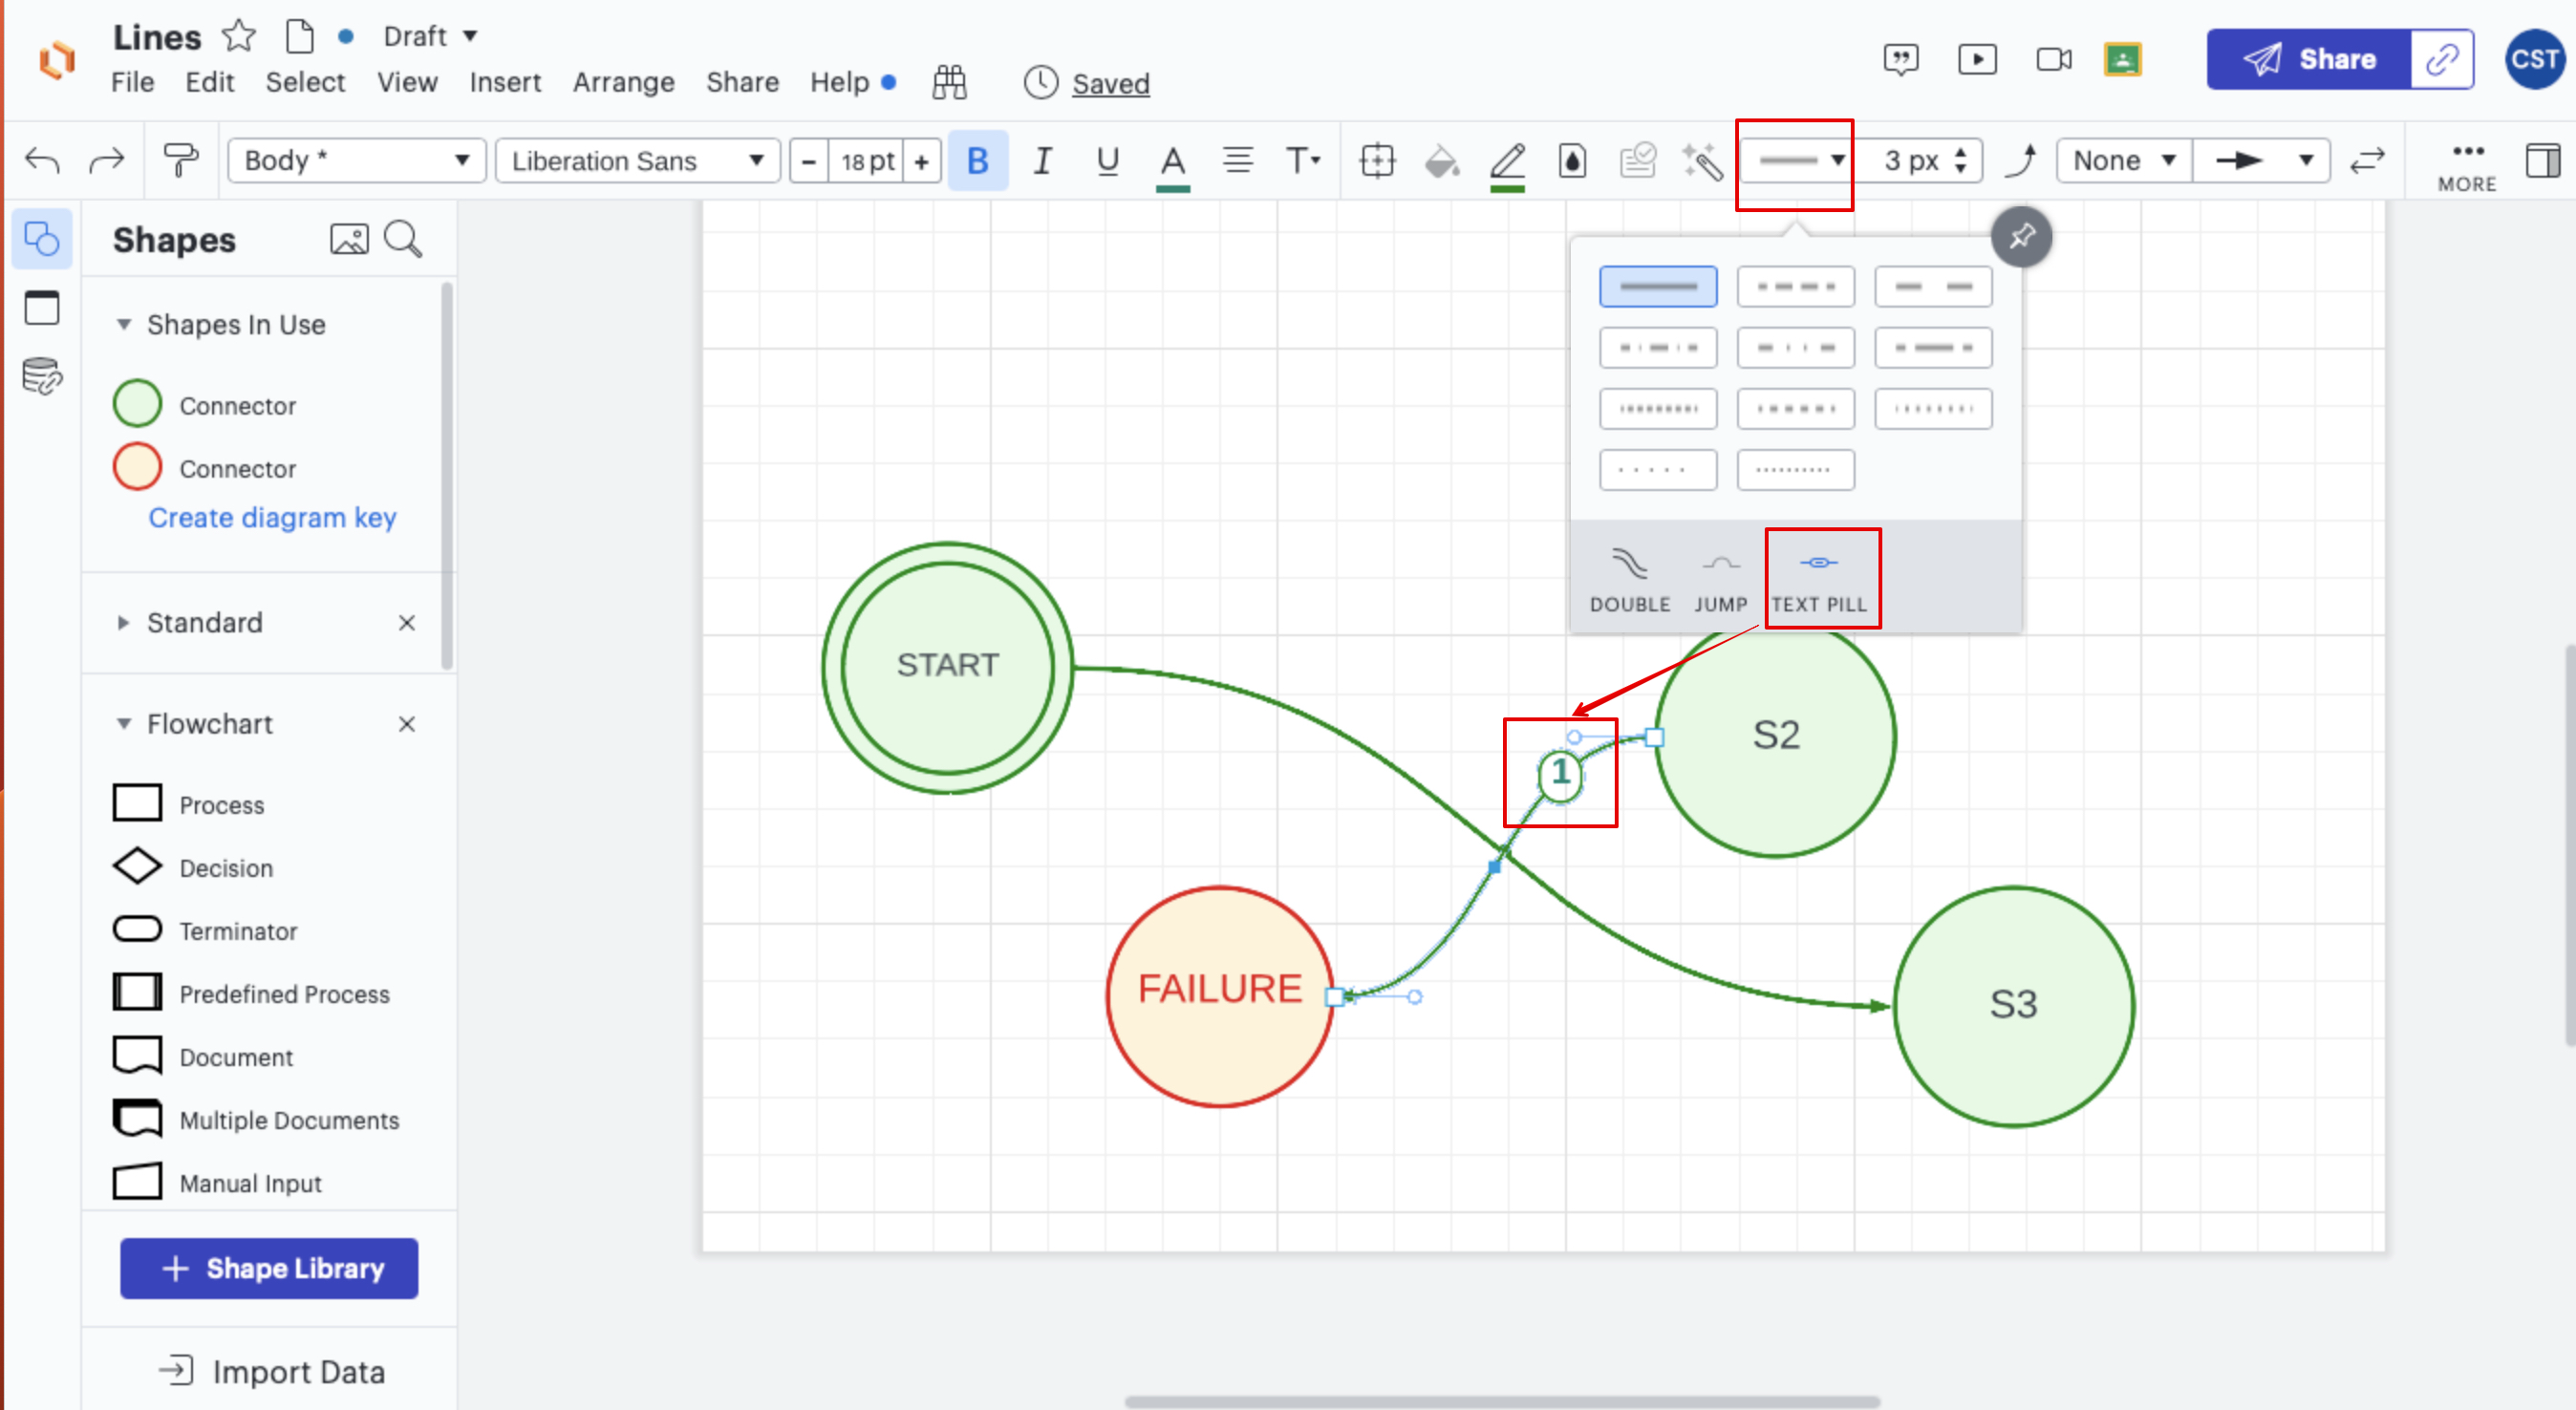 Lines Draft
File Edit Select View Insert Arrange Share Help Saved Share CST
Body * Liberation Sans - 18 pt + B I U A T 3 px None MORE
Shapes
Shapes In Use
Connector
Connector
Create diagram key
Standard
Flowchart
Process
Decision
Terminator
Predefined Process
Document
Multiple Documents
Manual Input
+ Shape Library
Import Data
DOUBLE JUMP TEXT PILL
START
S2
1
FAILURE
S3